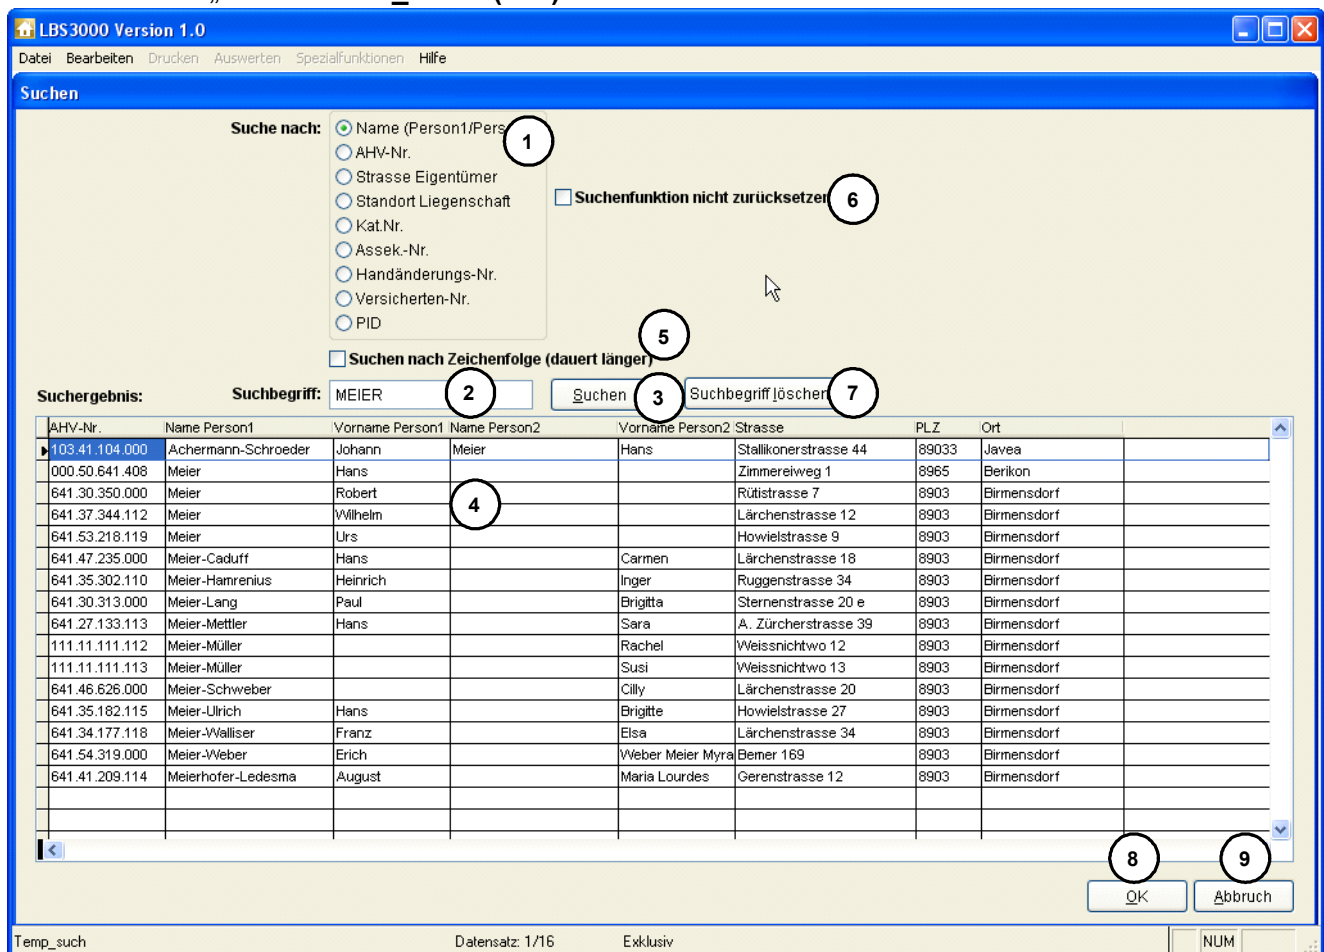 LBS3000 Version 1.0
Datei Bearbeiten Drucken Auswerten Spezialfunktionen Hilfe
Suchen
Suche nach: Name (Person1/Pers 1
AHV-Nr.
Strasse Eigentümer
Standort Liegenschaft
Suchenfunktion nicht zurücksetzen 6
Kat.Nr.
Assek.-Nr.
Handänderungs-Nr.
Versicherten-Nr.
PID
5
Suchen nach Zeichenfolge (dauert länger)
Suchergebnis: Suchbegriff: MEIER 2 Suchen 3 Suchbegriff löschen 7
AHV-Nr. Name Person1 Vorname Person1 Name Person2 Vorname Person2 Strasse PLZ Ort
103.41.104.000 Achermann-Schroeder Johann Meier Hans Stallikonerstrasse 44 89033 Javea
000.50.641.408 Meier Hans Zimmereiweg 1 8965 Berikon
641.30.350.000 Meier Robert Rütistrasse 7 8903 Birmensdorf
4
641.37.344.112 Meier Wilhelm Lärchenstrasse 12 8903 Birmensdorf
641.53.218.119 Meier Urs Howielstrasse 9 8903 Birmensdorf
641.47.235.000 Meier-Caduff Hans Carmen Lärchenstrasse 18 8903 Birmensdorf
641.35.302.110 Meier-Hamrenius Heinrich Inger Ruggenstrasse 34 8903 Birmensdorf
641.30.313.000 Meier-Lang Paul Brigitta Sternenstrasse 20 e 8903 Birmensdorf
641.27.133.113 Meier-Mettler Hans Sara A. Zürcherstrasse 39 8903 Birmensdorf
111.11.111.112 Meier-Müller Rachel Weissnichtwo 12 8903 Birmensdorf
111.11.111.113 Meier-Müller Susi Weissnichtwo 13 8903 Birmensdorf
641.46.626.000 Meier-Schweber Cilly Lärchenstrasse 20 8903 Birmensdorf
641.35.182.115 Meier-Ulrich Hans Brigitte Howielstrasse 27 8903 Birmensdorf
641.34.177.118 Meier-Walliser Franz Elsa Lärchenstrasse 34 8903 Birmensdorf
641.54.319.000 Meier-Weber Erich Weber Meier Myra Berner 169 8903 Birmensdorf
641.41.209.114 Meierhofer-Ledesma August Maria Lourdes Gerenstrasse 12 8903 Birmensdorf
8 9
OK Abbruch
Temp_such Datensatz: 1/16 Exklusiv NUM